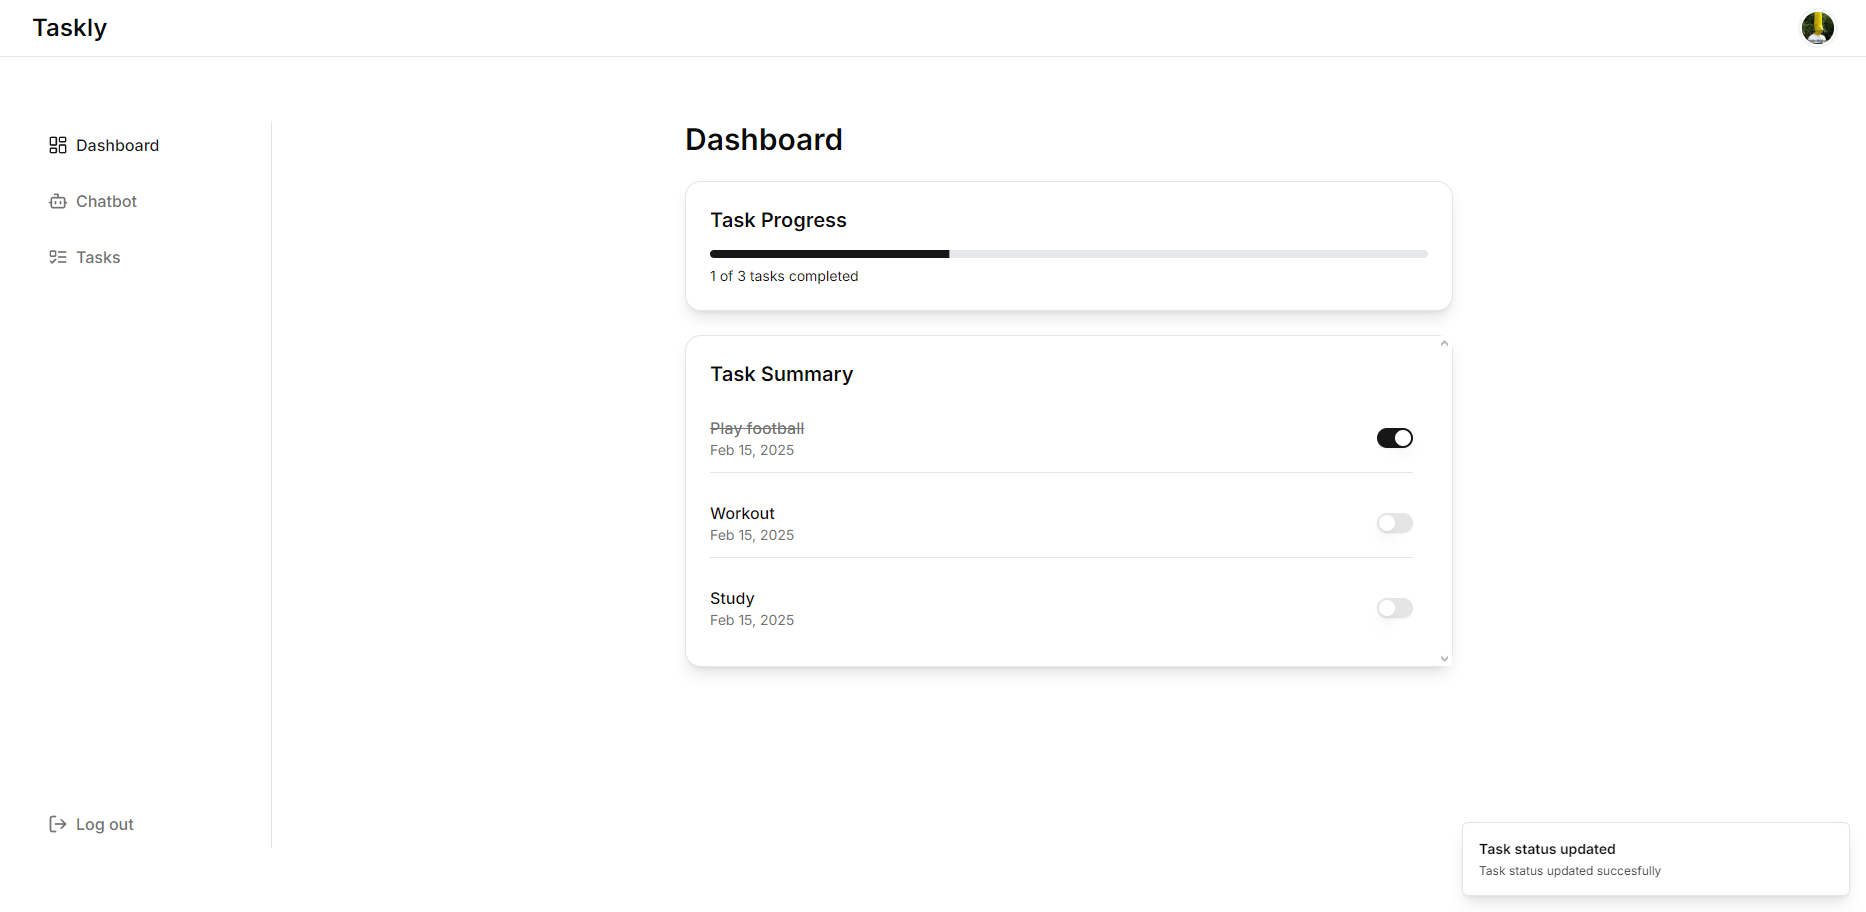 Taskly
Dashboard
Chatbot
Tasks
Log out
Dashboard
Task Progress
1 of 3 tasks completed
Task Summary
Play football
Feb 15, 2025
Workout
Feb 15, 2025
Study
Feb 15, 2025
Task status updated
Task status updated succesfully